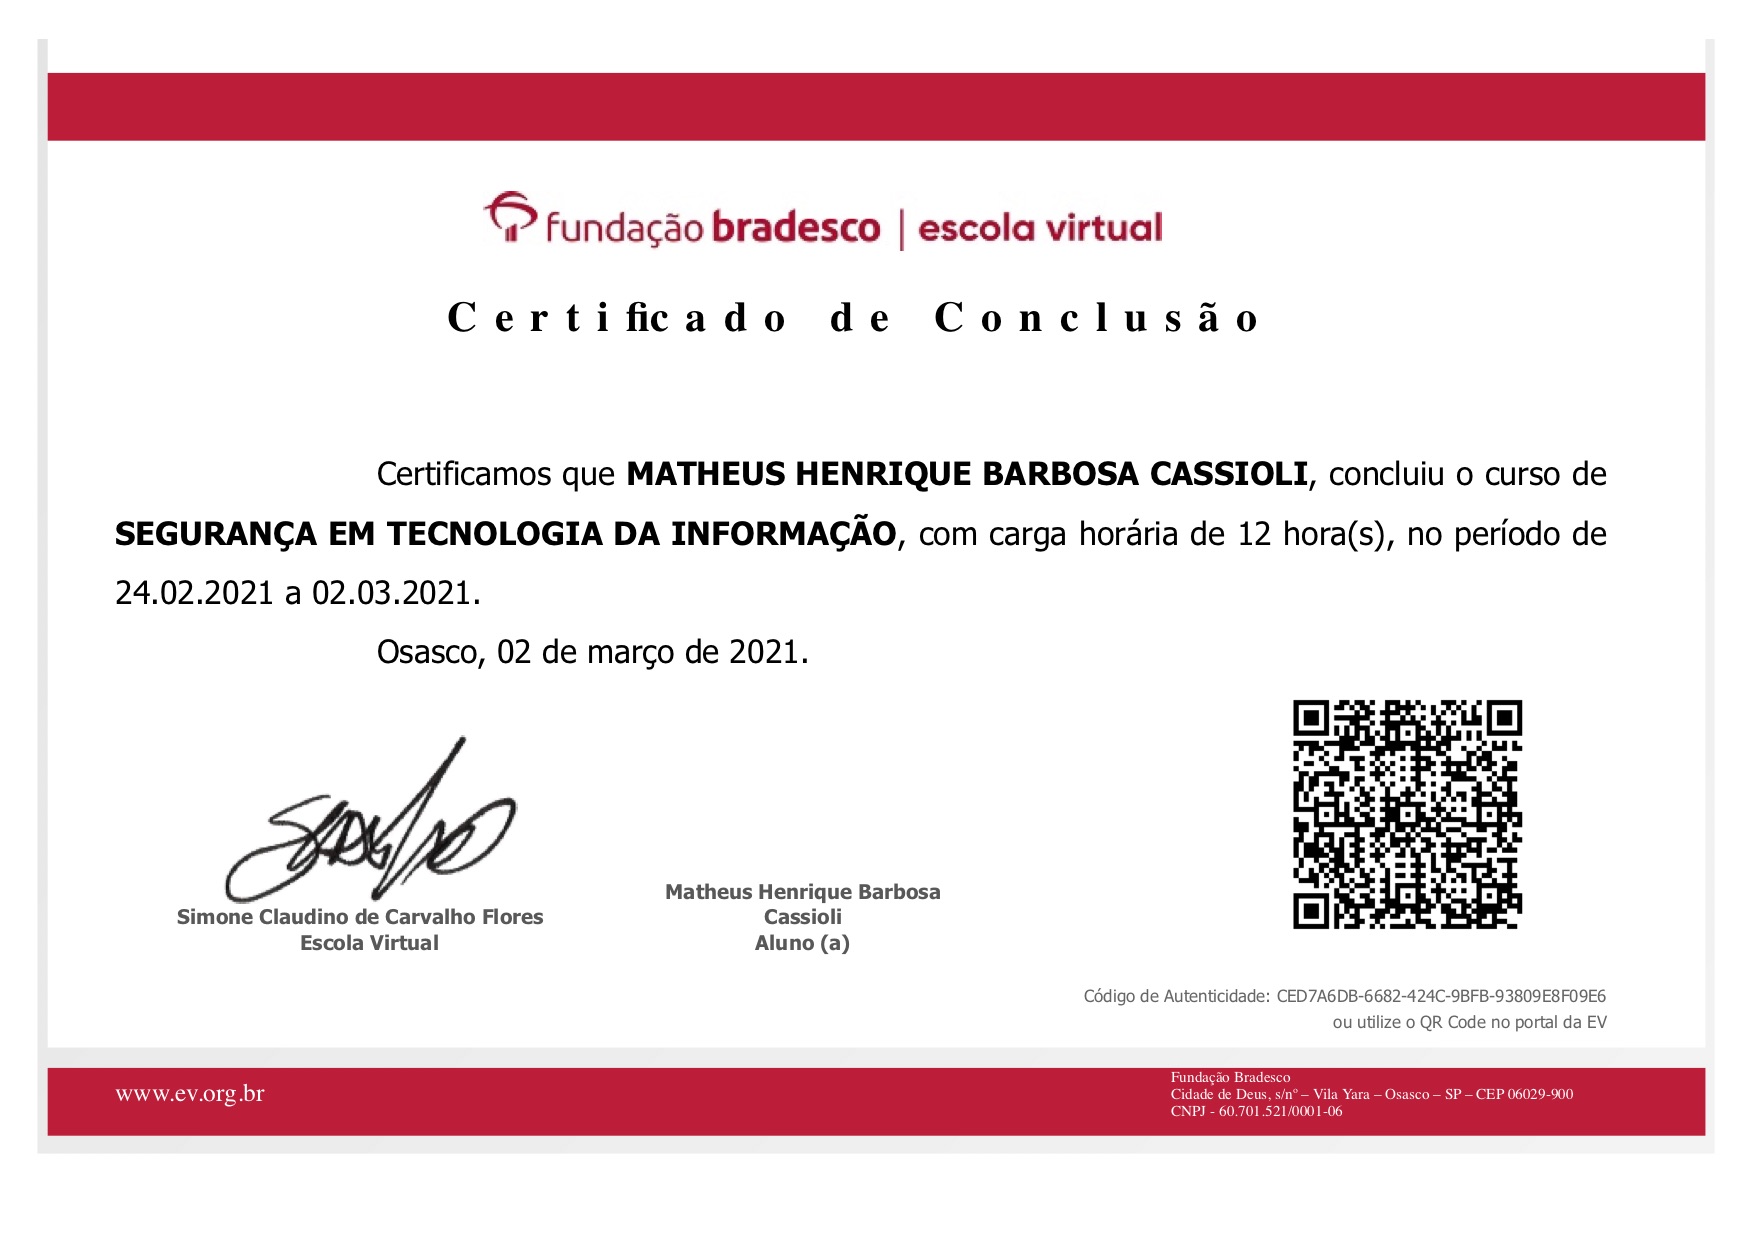 fundação bradesco | escola virtual
Certificado de Conclusão
Certificamos que MATHEUS HENRIQUE BARBOSA CASSIOLI, concluiu o curso de
SEGURANÇA EM TECNOLOGIA DA INFORMAÇÃO, com carga horária de 12 hora(s), no período de
24.02.2021 a 02.03.2021.
Osasco, 02 de março de 2021.
Simone Claudino de Carvalho Flores
Escola Virtual
Matheus Henrique Barbosa
Cassioli
Aluno (a)
Código de Autenticidade: CED7A6DB-6682-424C-9BFB-93809E8F09E6
ou utilize o QR Code no portal da EV
www.ev.org.br
Fundação Bradesco
Cidade de Deus, s/nº – Vila Yara – Osasco – SP – CEP 06029-900
CNPJ - 60.701.521/0001-06